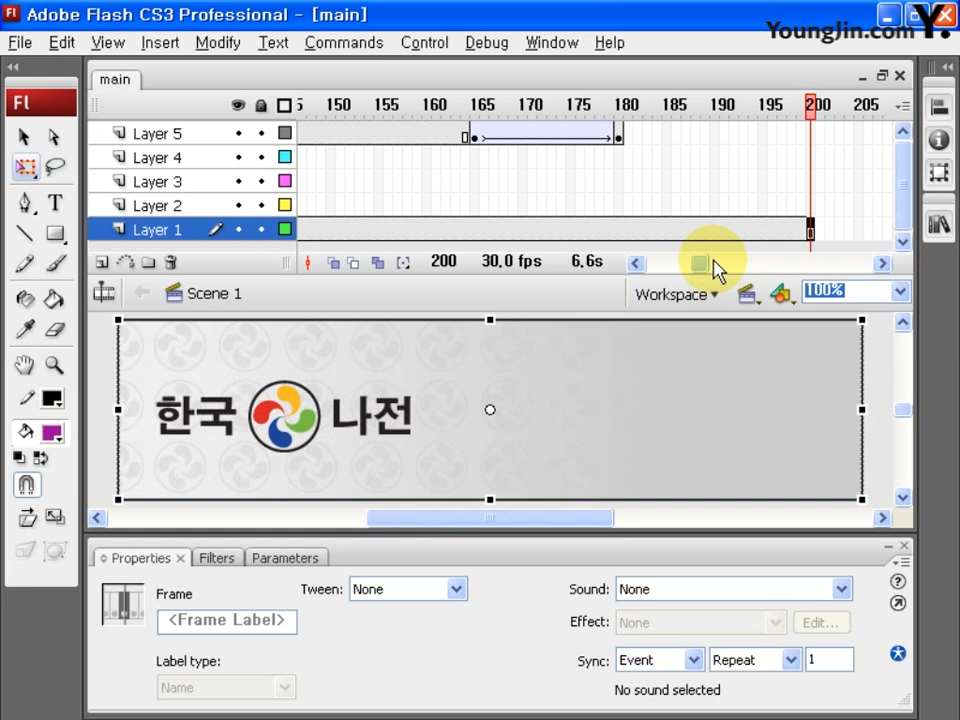 Adobe Flash CS3 Professional - [main]
YoungJin.com Y.
File Edit View Insert Modify Text Commands Control Debug Window Help
main
Fl
5 150 155 160 165 170 175 180 185 190 195 200 205
Layer 5
Layer 4
Layer 3
Layer 2
Layer 1
200 30.0 fps 6.6s
Scene 1
Workspace
100%
한국 나전
Properties Filters Parameters
Frame
<Frame Label>
Label type:
Name
Tween: None
Sound: None
Effect: None Edit...
Sync: Event Repeat 1
No sound selected